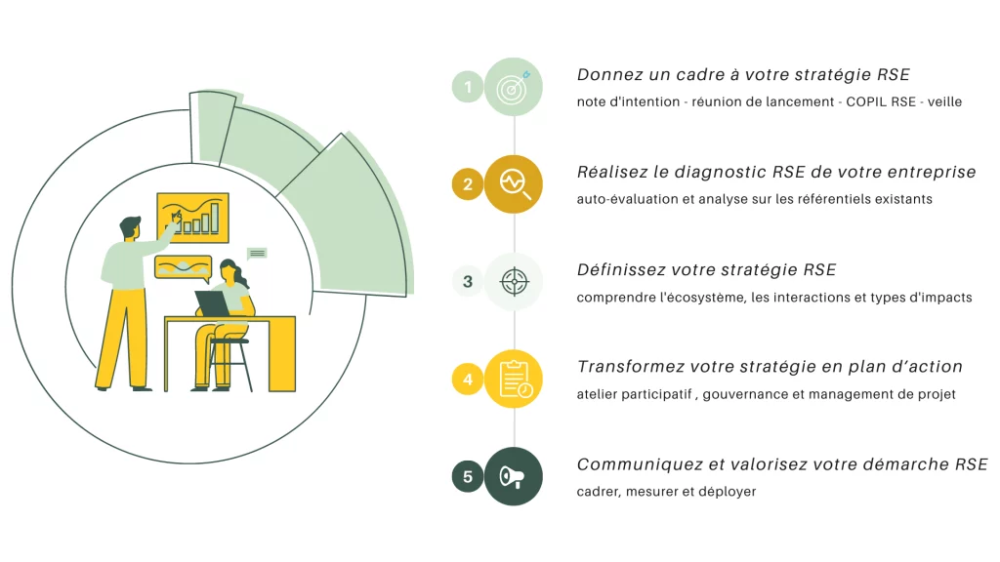 1
Donnez un cadre à votre stratégie RSE
note d'intention - réunion de lancement - COPIL RSE - veille
2
Réalisez le diagnostic RSE de votre entreprise
auto-évaluation et analyse sur les référentiels existants
3
Définissez votre stratégie RSE
comprendre l'écosystème, les interactions et types d'impacts
4
Transformez votre stratégie en plan d’action
atelier participatif , gouvernance et management de projet
5
Communiquez et valorisez votre démarche RSE
cadrer, mesurer et déployer